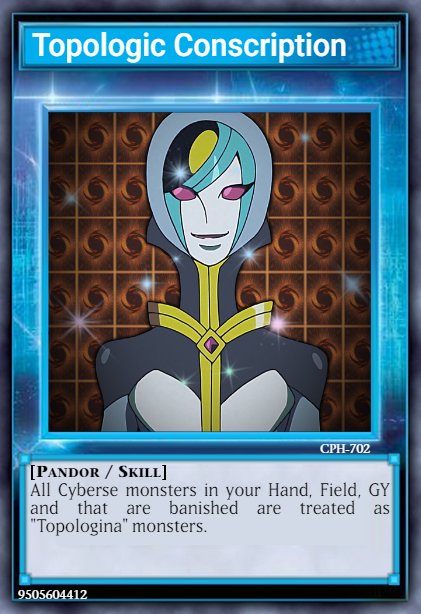 Topologic Conscription
CPH-702
[PANDOR / SKILL]
All Cyberse monsters in your Hand, Field, GY
and that are banished are treated as
"Topologina" monsters.
9505604412